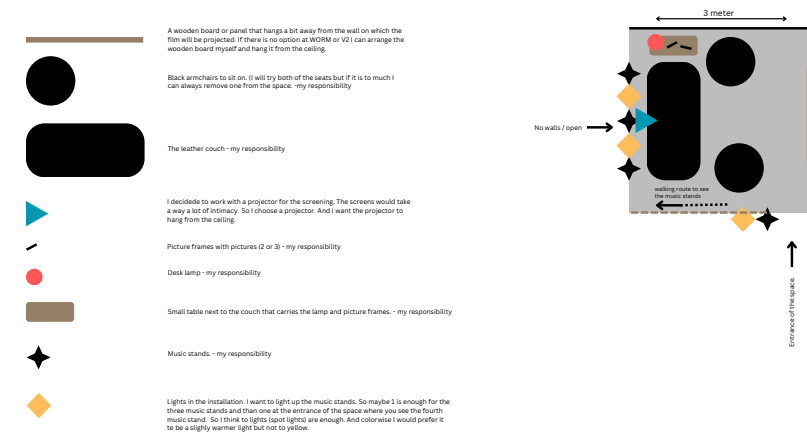 A wooden board or panel that hangs a bit away from the wall on which the
film will be projected. If there is no option at WORM or V2 I can arrange the
wooden board myself and hang it from the ceiling.
Black armchairs to sit on. (I will try both of the seats but if it is to much I
can always remove one from the space. -my responsibility
The leather couch - my responsibility
I decidede to work with a projector for the screening. The screens would take
a way a lot of intimacy. So I choose a projector. And I want the projector to
hang from the ceiling.
Picture frames with pictures (2 or 3) - my responsibility
Desk lamp - my responsibility
Small table next to the couch that carries the lamp and picture frames. - my responsibility
Music stands. - my responsibility
Lights in the installation. I want to light up the music stands. So maybe 1 is enough for the
three music stands and than one at the entrance of the space where you see the fourth
music stand.  So I think to lights (spot lights) are enough. And colorwise I would prefer it
te be a slighly warmer light but not to yellow.
3 meter
No walls / open
walking route to see
the music stands
Entrance of the space.